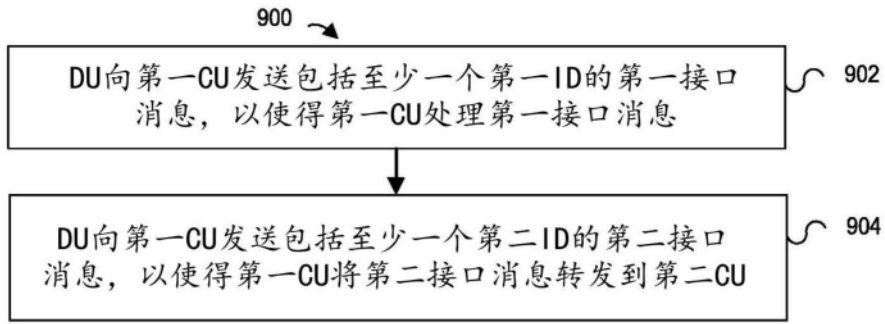 900
DU向第一CU发送包括至少一个第一ID的第一接口
消息，以使得第一CU处理第一接口消息
902
DU向第一CU发送包括至少一个第二ID的第二接口
消息，以使得第一CU将第二接口消息转发到第二CU
904